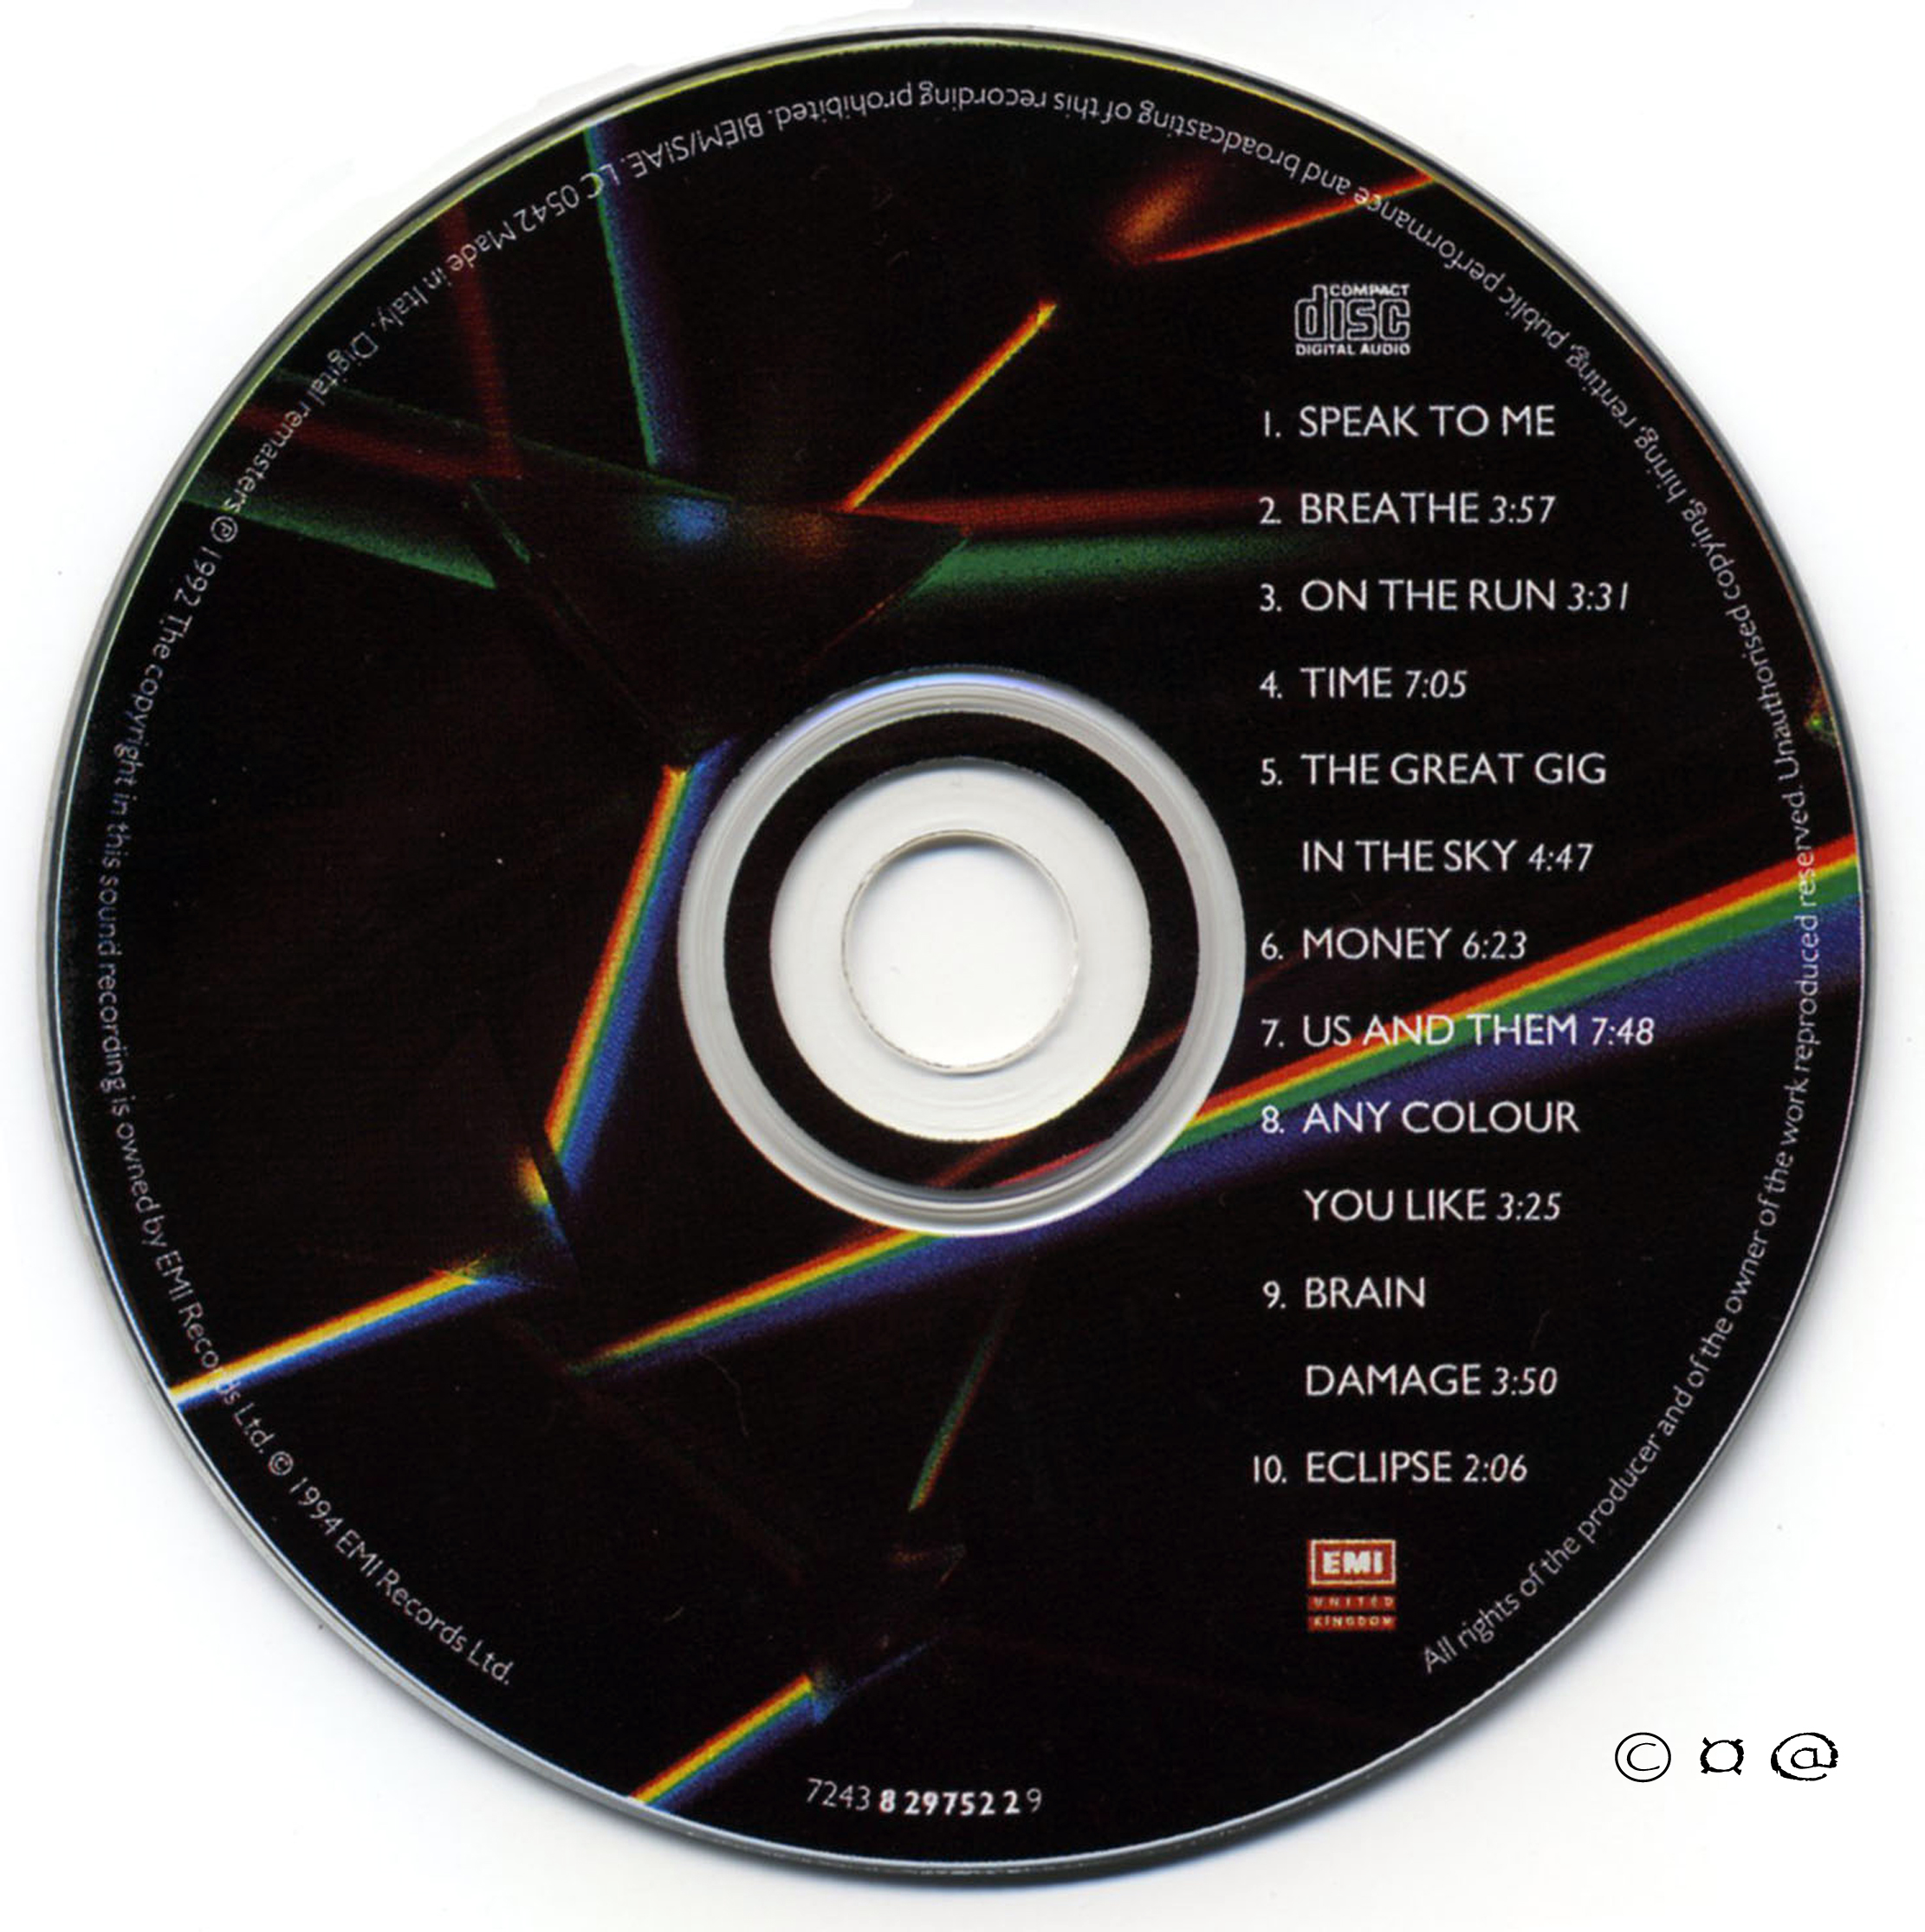 COMPACT
disc
DIGITAL AUDIO
1. SPEAK TO ME
2. BREATHE 3:57
3. ON THE RUN 3:31
4. TIME 7:05
5. THE GREAT GIG
IN THE SKY 4:47
6. MONEY 6:23
7. US AND THEM 7:48
8. ANY COLOUR
YOU LIKE 3:25
9. BRAIN
DAMAGE 3:50
10. ECLIPSE 2:06
EMI
UNITED
KINGDOM
All rights of the producer and of the owner of the work reproduced reserved. Unauthorised copying, hiring, renting, public performance and broadcasting of this recording prohibited. BIEM/SIAE. LC 0542 Made in Italy. Digital remasters ℗ 1992 The copyright in this sound recording is owned by EMI Records Ltd. © 1994 EMI Records Ltd.
7243 8 29752 2 9
© ¤ @